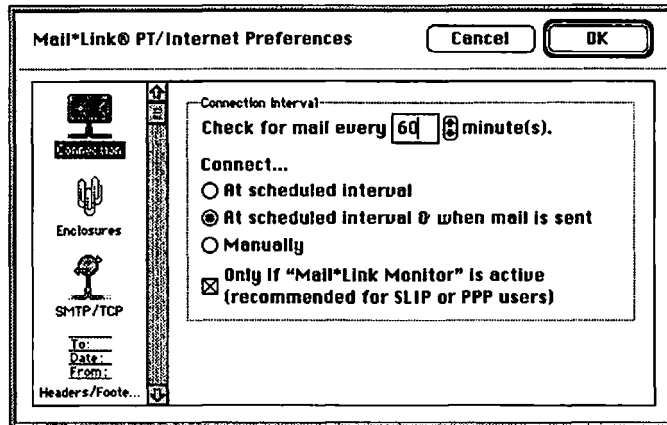 Mail*Link® PT/Internet Preferences
Cancel
OK
Connection
Enclosures
SMTP/TCP
To:
Date:
From:
Headers/Foote...
Connection Interval
Check for mail every 60 minute(s).
Connect...
At scheduled interval
At scheduled interval & when mail is sent
Manually
Only if “Mail*Link Monitor” is active
(recommended for SLIP or PPP users)